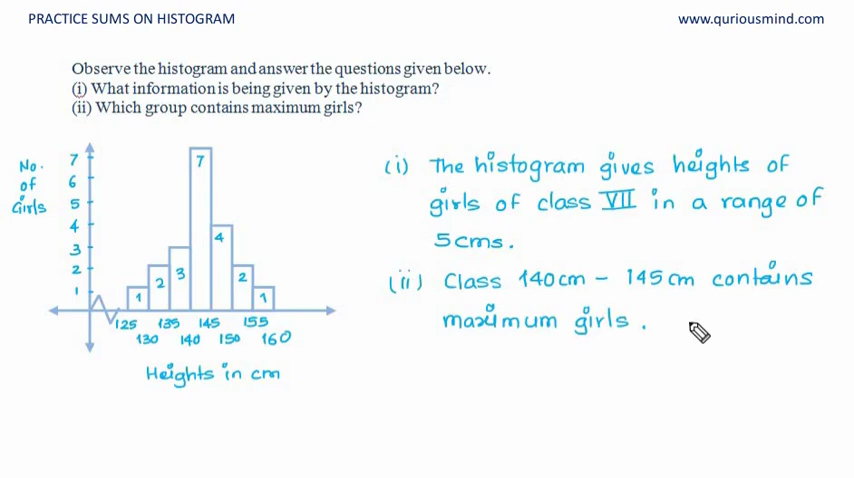 PRACTICE SUMS ON HISTOGRAM
www.quriousmind.com
Observe the histogram and answer the questions given below.
(i) What information is being given by the histogram?
(ii) Which group contains maximum girls?
No.
of
Girls
7
6
5
4
3
2
1
1
2
3
7
4
2
1
125 135 145 155
130 140 150 160
Heights in cm
(i) The histogram gives heights of
girls of class VII in a range of
5cms.
(ii) Class 140cm - 145cm contains
maximum girls.